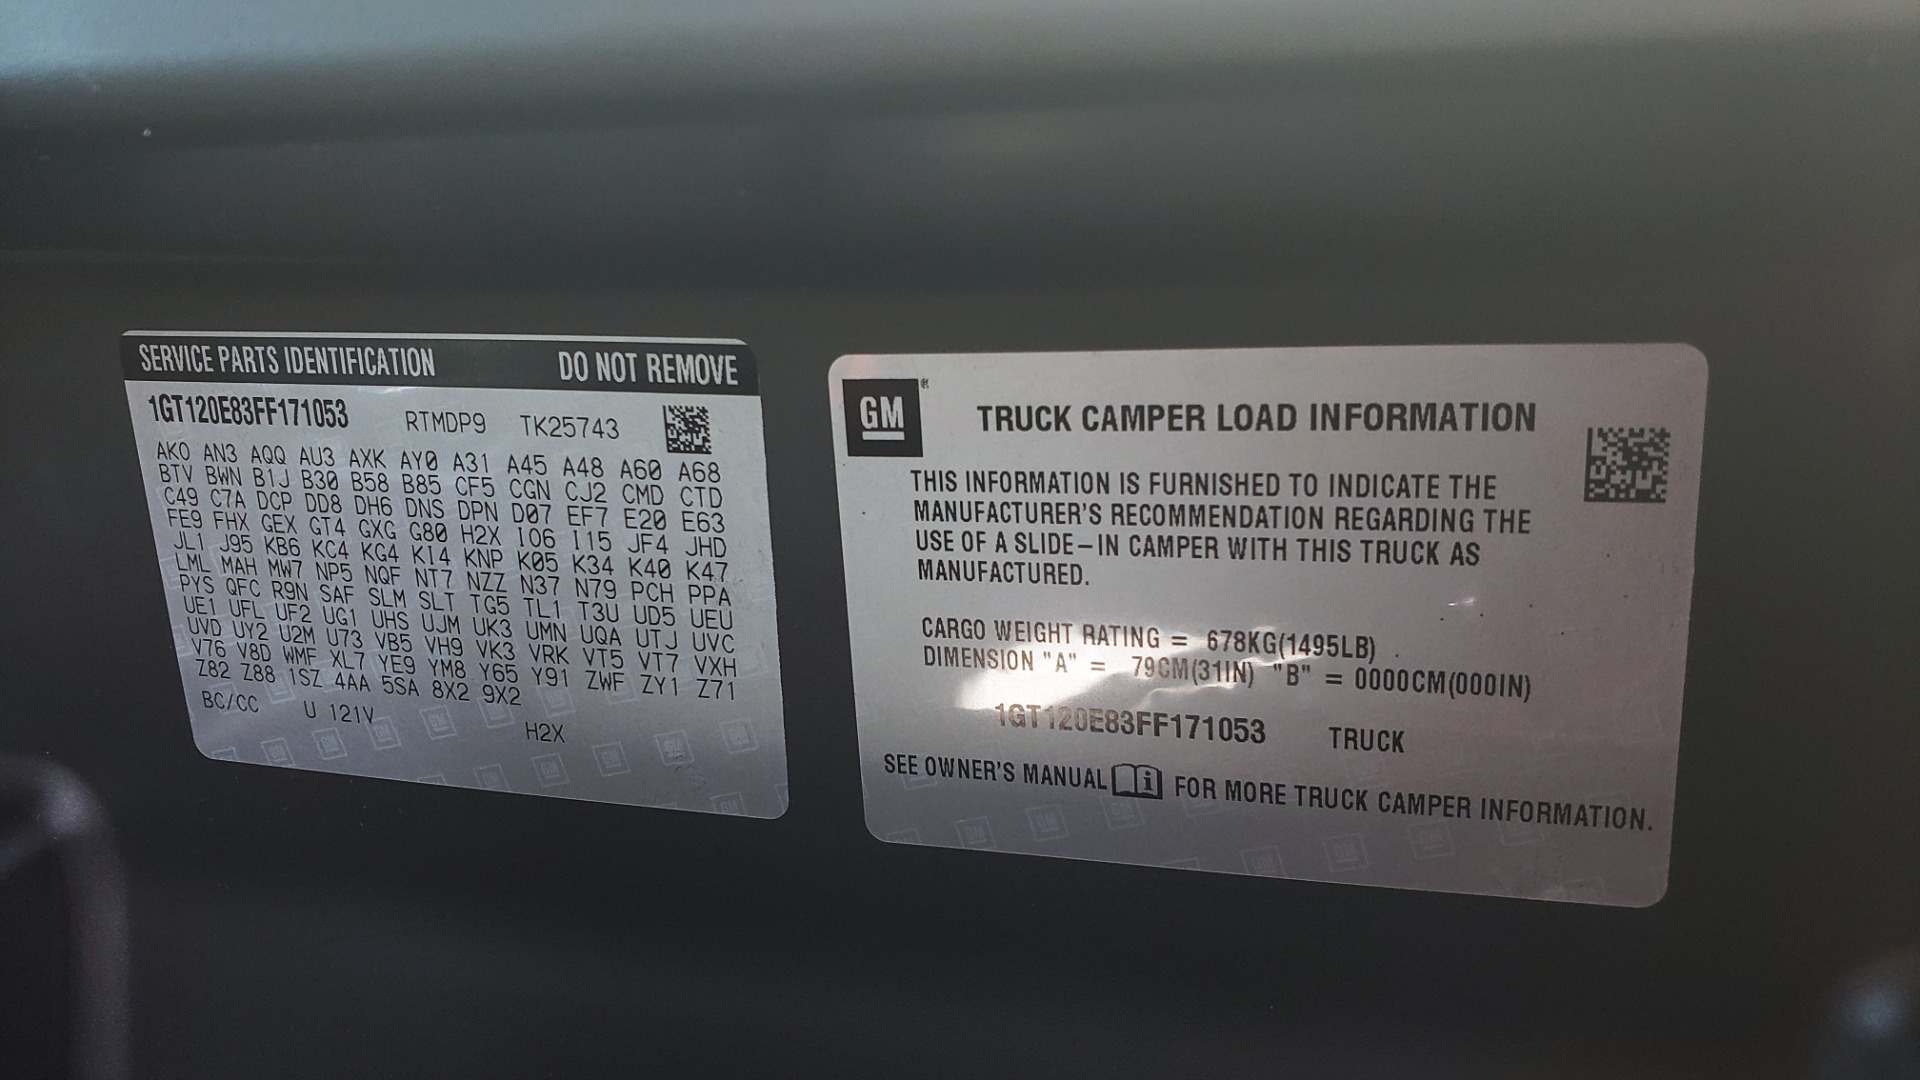 SERVICE PARTS IDENTIFICATION DO NOT REMOVE
1GT120E83FF171053 RTMDP9 TK25743
AKO AN3 AQQ AU3 AXK AY0 A31 A45 A48 A60 A68
BTV BWN B1J B30 B58 B85 CF5 CGN CJ2 CMD CTD
C49 C7A DCP DD8 DH6 DNS DPN D07 EF7 E20 E63
FE9 FHX GEX GT4 GXG G80 H2X I06 I15 JF4 JHD
JL1 J95 KB6 KC4 KG4 K14 KNP K05 K34 K40 K47
LML MAH MW7 NP5 NQF NT7 NZZ N37 N79 PCH PPA
PYS QFC R9N SAF SLM SLT TG5 TL1 T3U UD5 UEU
UE1 UFL UF2 UG1 UHS UJM UK3 UMN UQA UTJ UVC
UVD UY2 U2M U73 VB5 VH9 VK3 VRK VT5 VT7 VXH
V76 V8D WMF XL7 YE9 YM8 Y65 Y91 ZWF ZY1 Z71
Z82 Z88 1SZ 4AA 5SA 8X2 9X2
BC/CC U 121V
H2X
GM®
TRUCK CAMPER LOAD INFORMATION
THIS INFORMATION IS FURNISHED TO INDICATE THE
MANUFACTURER'S RECOMMENDATION REGARDING THE
USE OF A SLIDE-IN CAMPER WITH THIS TRUCK AS
MANUFACTURED.
CARGO WEIGHT RATING = 678KG(1495LB)
DIMENSION "A" = 79CM(31IN) "B" = 0000CM(000IN)
1GT120E83FF171053 TRUCK
SEE OWNER'S MANUAL FOR MORE TRUCK CAMPER INFORMATION.